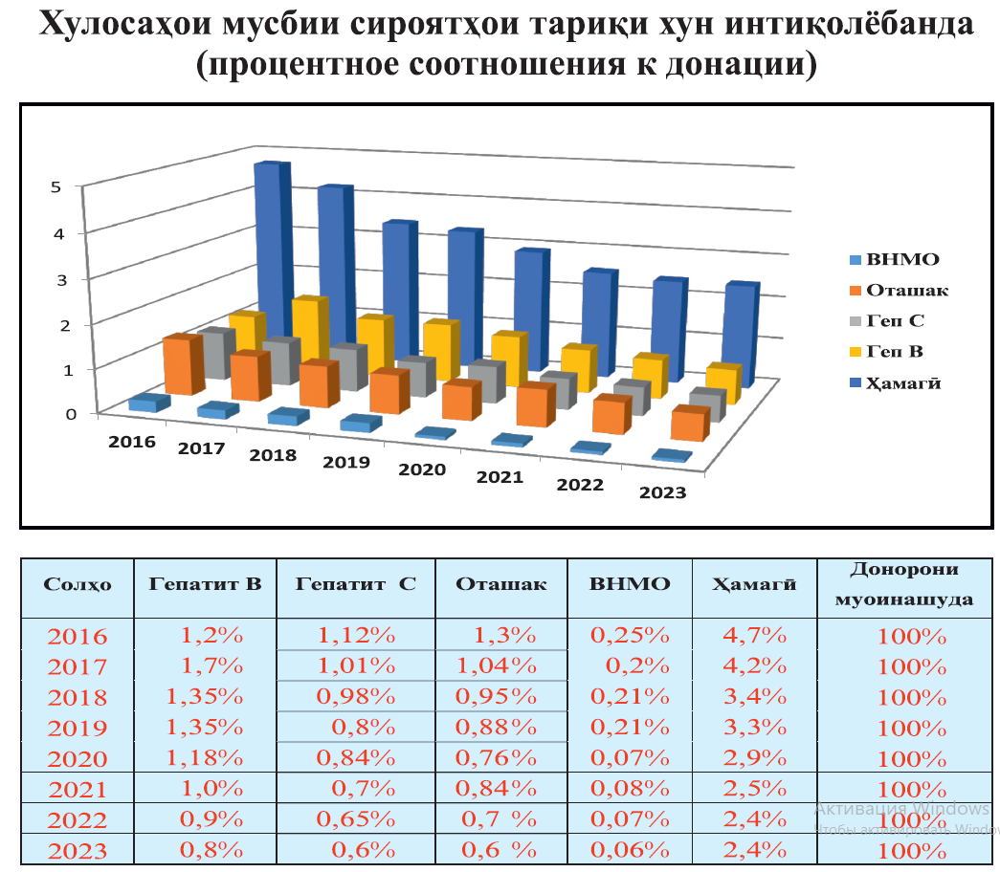 Хулосаҳои мусбии сироятҳои тариқи хун интиқолёбанда
(процентное соотношения к донации)
5
4
3
2
1
0
2016
2017
2018
2019
2020
2021
2022
2023
ВНМО
Оташак
Геп С
Геп В
Ҳамагӣ
Солҳо Гепатит В Гепатит С Оташак ВНМО Ҳамагӣ Донорони муоинашуда
2016 1,2% 1,12% 1,3% 0,25% 4,7% 100%
2017 1,7% 1,01% 1,04% 0,2% 4,2% 100%
2018 1,35% 0,98% 0,95% 0,21% 3,4% 100%
2019 1,35% 0,8% 0,88% 0,21% 3,3% 100%
2020 1,18% 0,84% 0,76% 0,07% 2,9% 100%
2021 1,0% 0,7% 0,84% 0,08% 2,5% 100%
2022 0,9% 0,65% 0,7 % 0,07% 2,4% 100%
2023 0,8% 0,6% 0,6 % 0,06% 2,4% 100%
Активация Windows
Чтобы активировать Windov